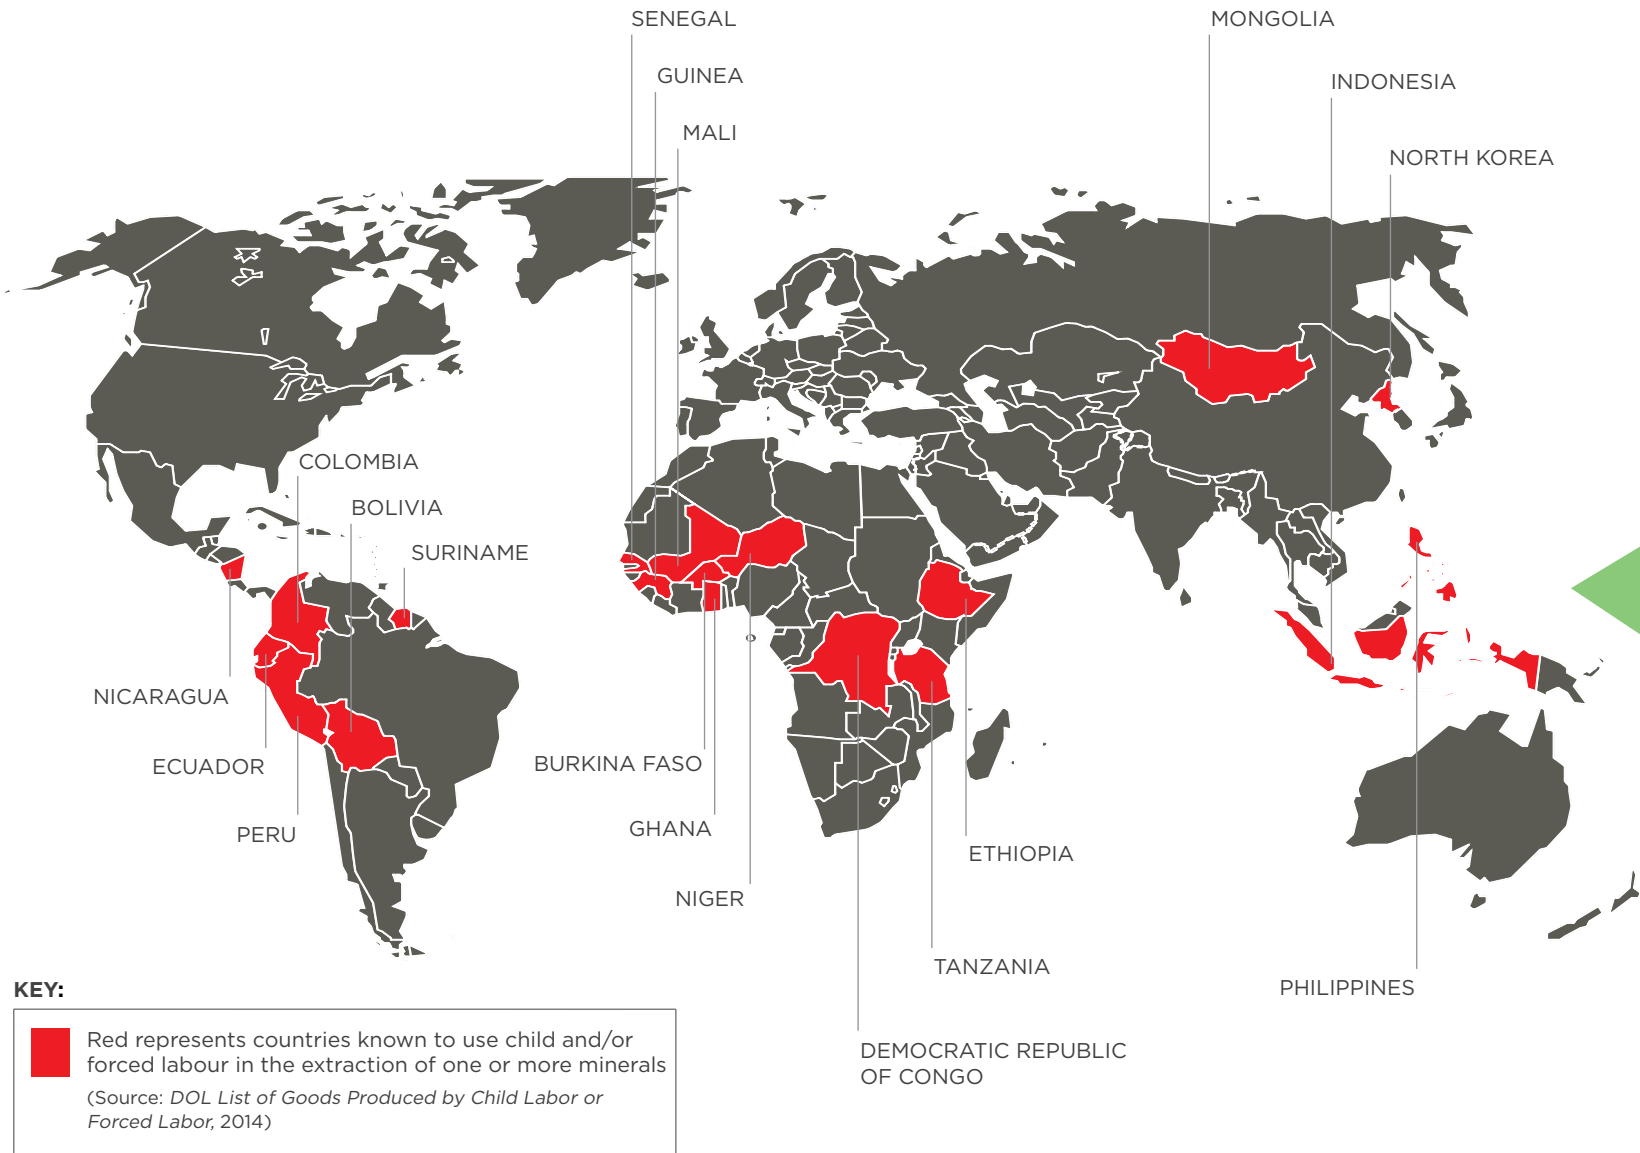 SENEGAL
MONGOLIA
GUINEA
INDONESIA
MALI
NORTH KOREA
COLOMBIA
BOLIVIA
SURINAME
NICARAGUA
ECUADOR
BURKINA FASO
PERU
GHANA
ETHIOPIA
NIGER
TANZANIA
PHILIPPINES
DEMOCRATIC REPUBLIC
OF CONGO
KEY:
Red represents countries known to use child and/or
forced labour in the extraction of one or more minerals
(Source: DOL List of Goods Produced by Child Labor or
Forced Labor, 2014)